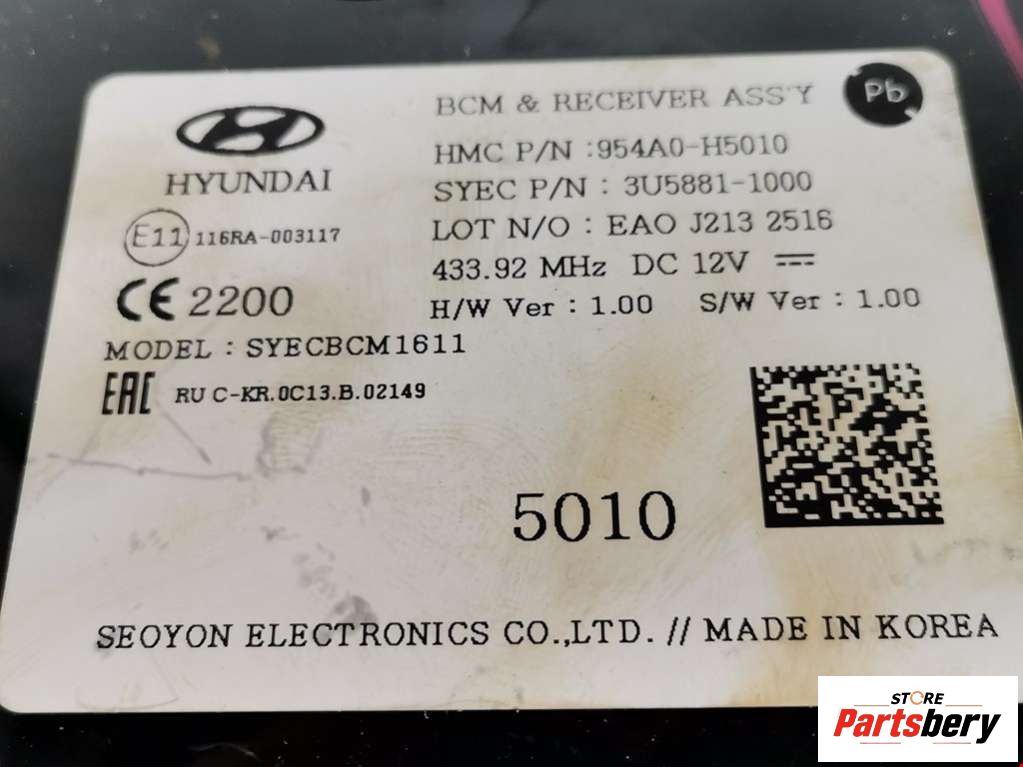 BCM & RECEIVER ASS'Y
Pb
HYUNDAI
HMC P/N :954A0-H5010
SYEC P/N : 3U5881-1000
LOT N/O : EAO J213 2516
E11 116RA-003117
433.92 MHz DC 12V
CE 2200
H/W Ver : 1.00 S/W Ver : 1.00
MODEL : SYECBCM1611
EAC RU C-KR.0C13.B.02149
5010
SEOYON ELECTRONICS CO.,LTD. // MADE IN KOREA
STORE
Partsbery